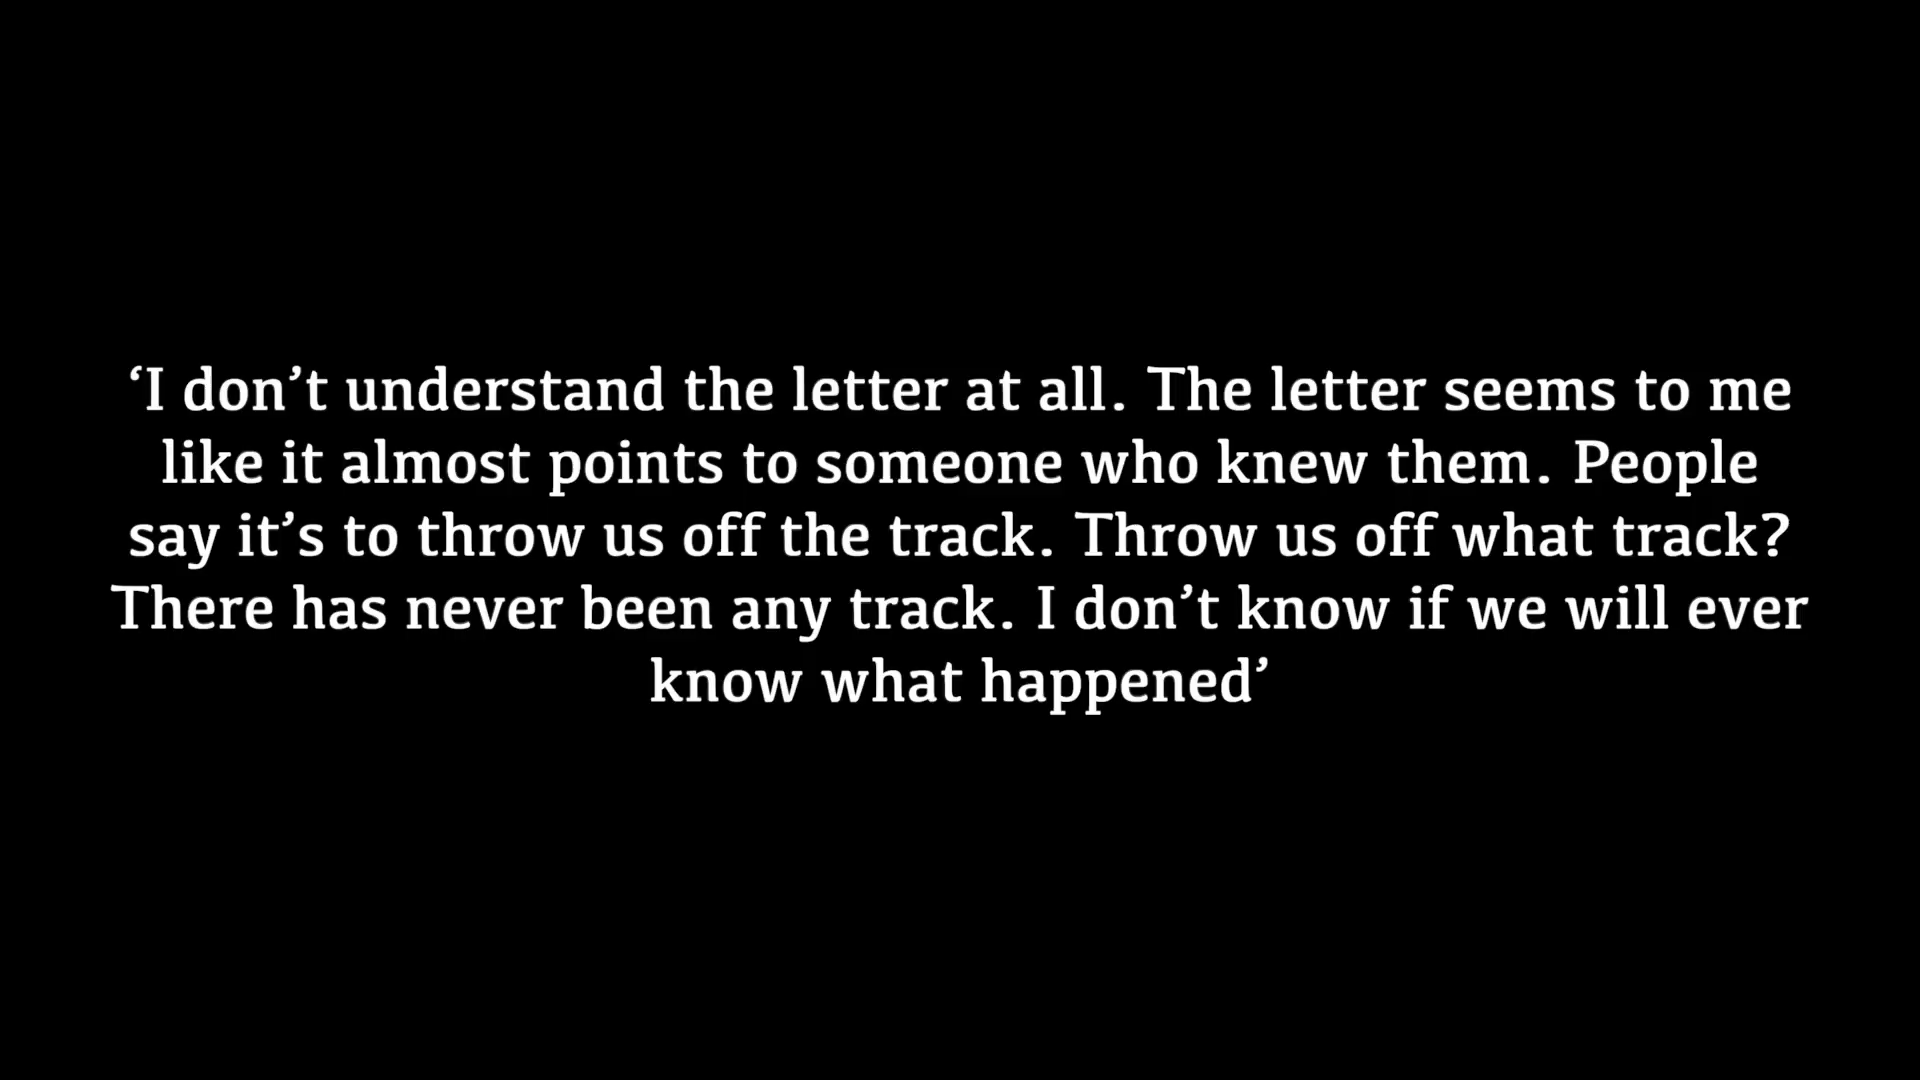 ‘I don’t understand the letter at all. The letter seems to me
like it almost points to someone who knew them. People
say it’s to throw us off the track. Throw us off what track?
There has never been any track. I don’t know if we will ever
know what happened’